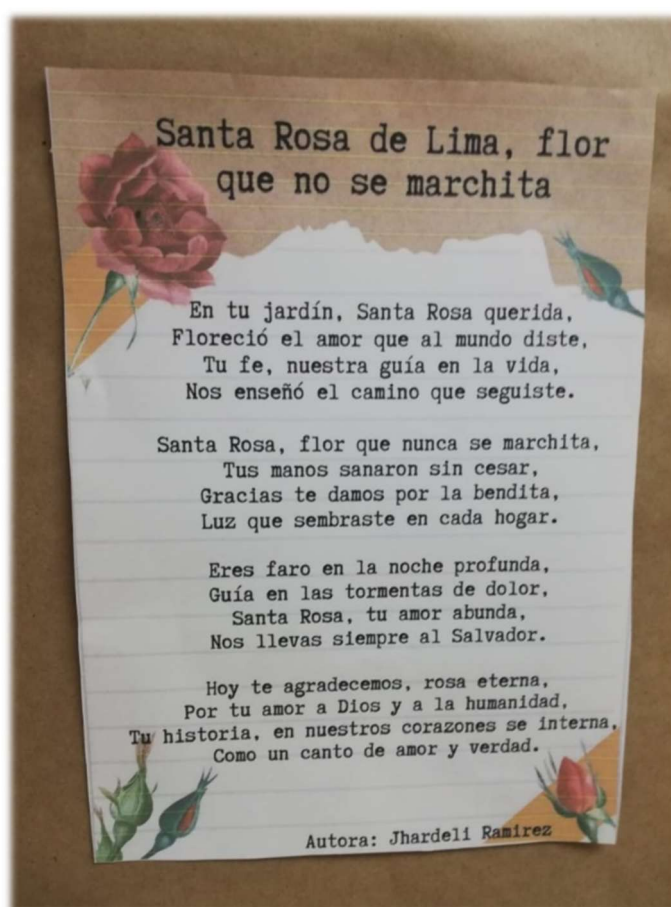 Santa Rosa de Lima, flor
que no se marchita
En tu jardín, Santa Rosa querida,
Floreció el amor que al mundo diste,
Tu fe, nuestra guía en la vida,
Nos enseñó el camino que seguiste.
Santa Rosa, flor que nunca se marchita,
Tus manos sanaron sin cesar,
Gracias te damos por la bendita,
Luz que sembraste en cada hogar.
Eres faro en la noche profunda,
Guía en las tormentas de dolor,
Santa Rosa, tu amor abunda,
Nos llevas siempre al Salvador.
Hoy te agradecemos, rosa eterna,
Por tu amor a Dios y a la humanidad,
Tu historia, en nuestros corazones se interna,
Como un canto de amor y verdad.
Autora: Jhardeli Ramirez